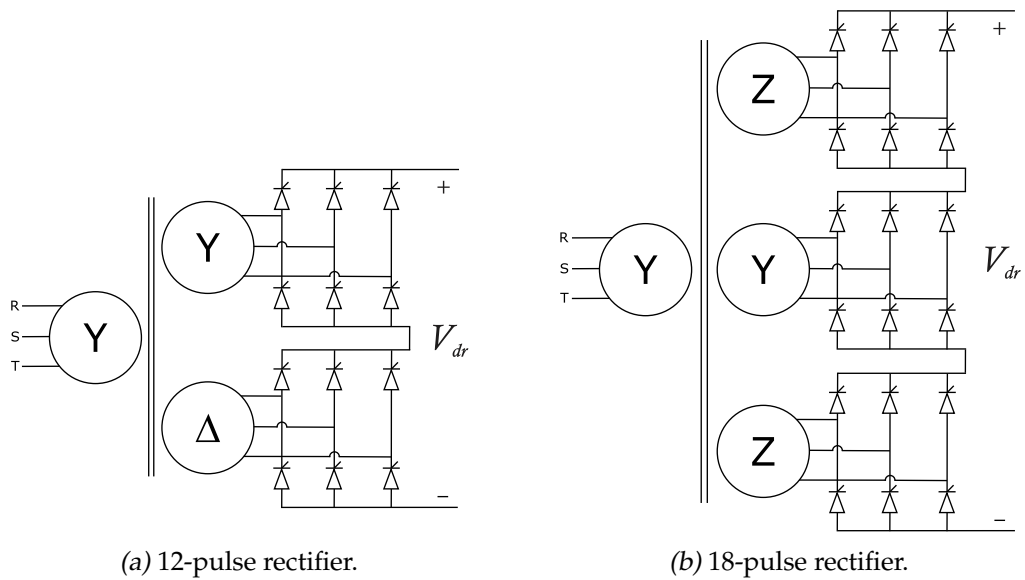 Y
Δ
Y
R
S
T
+
−
V_dr
(a) 12-pulse rectifier.
Z
Y
Z
Y
R
S
T
+
−
V_dr
(b) 18-pulse rectifier.